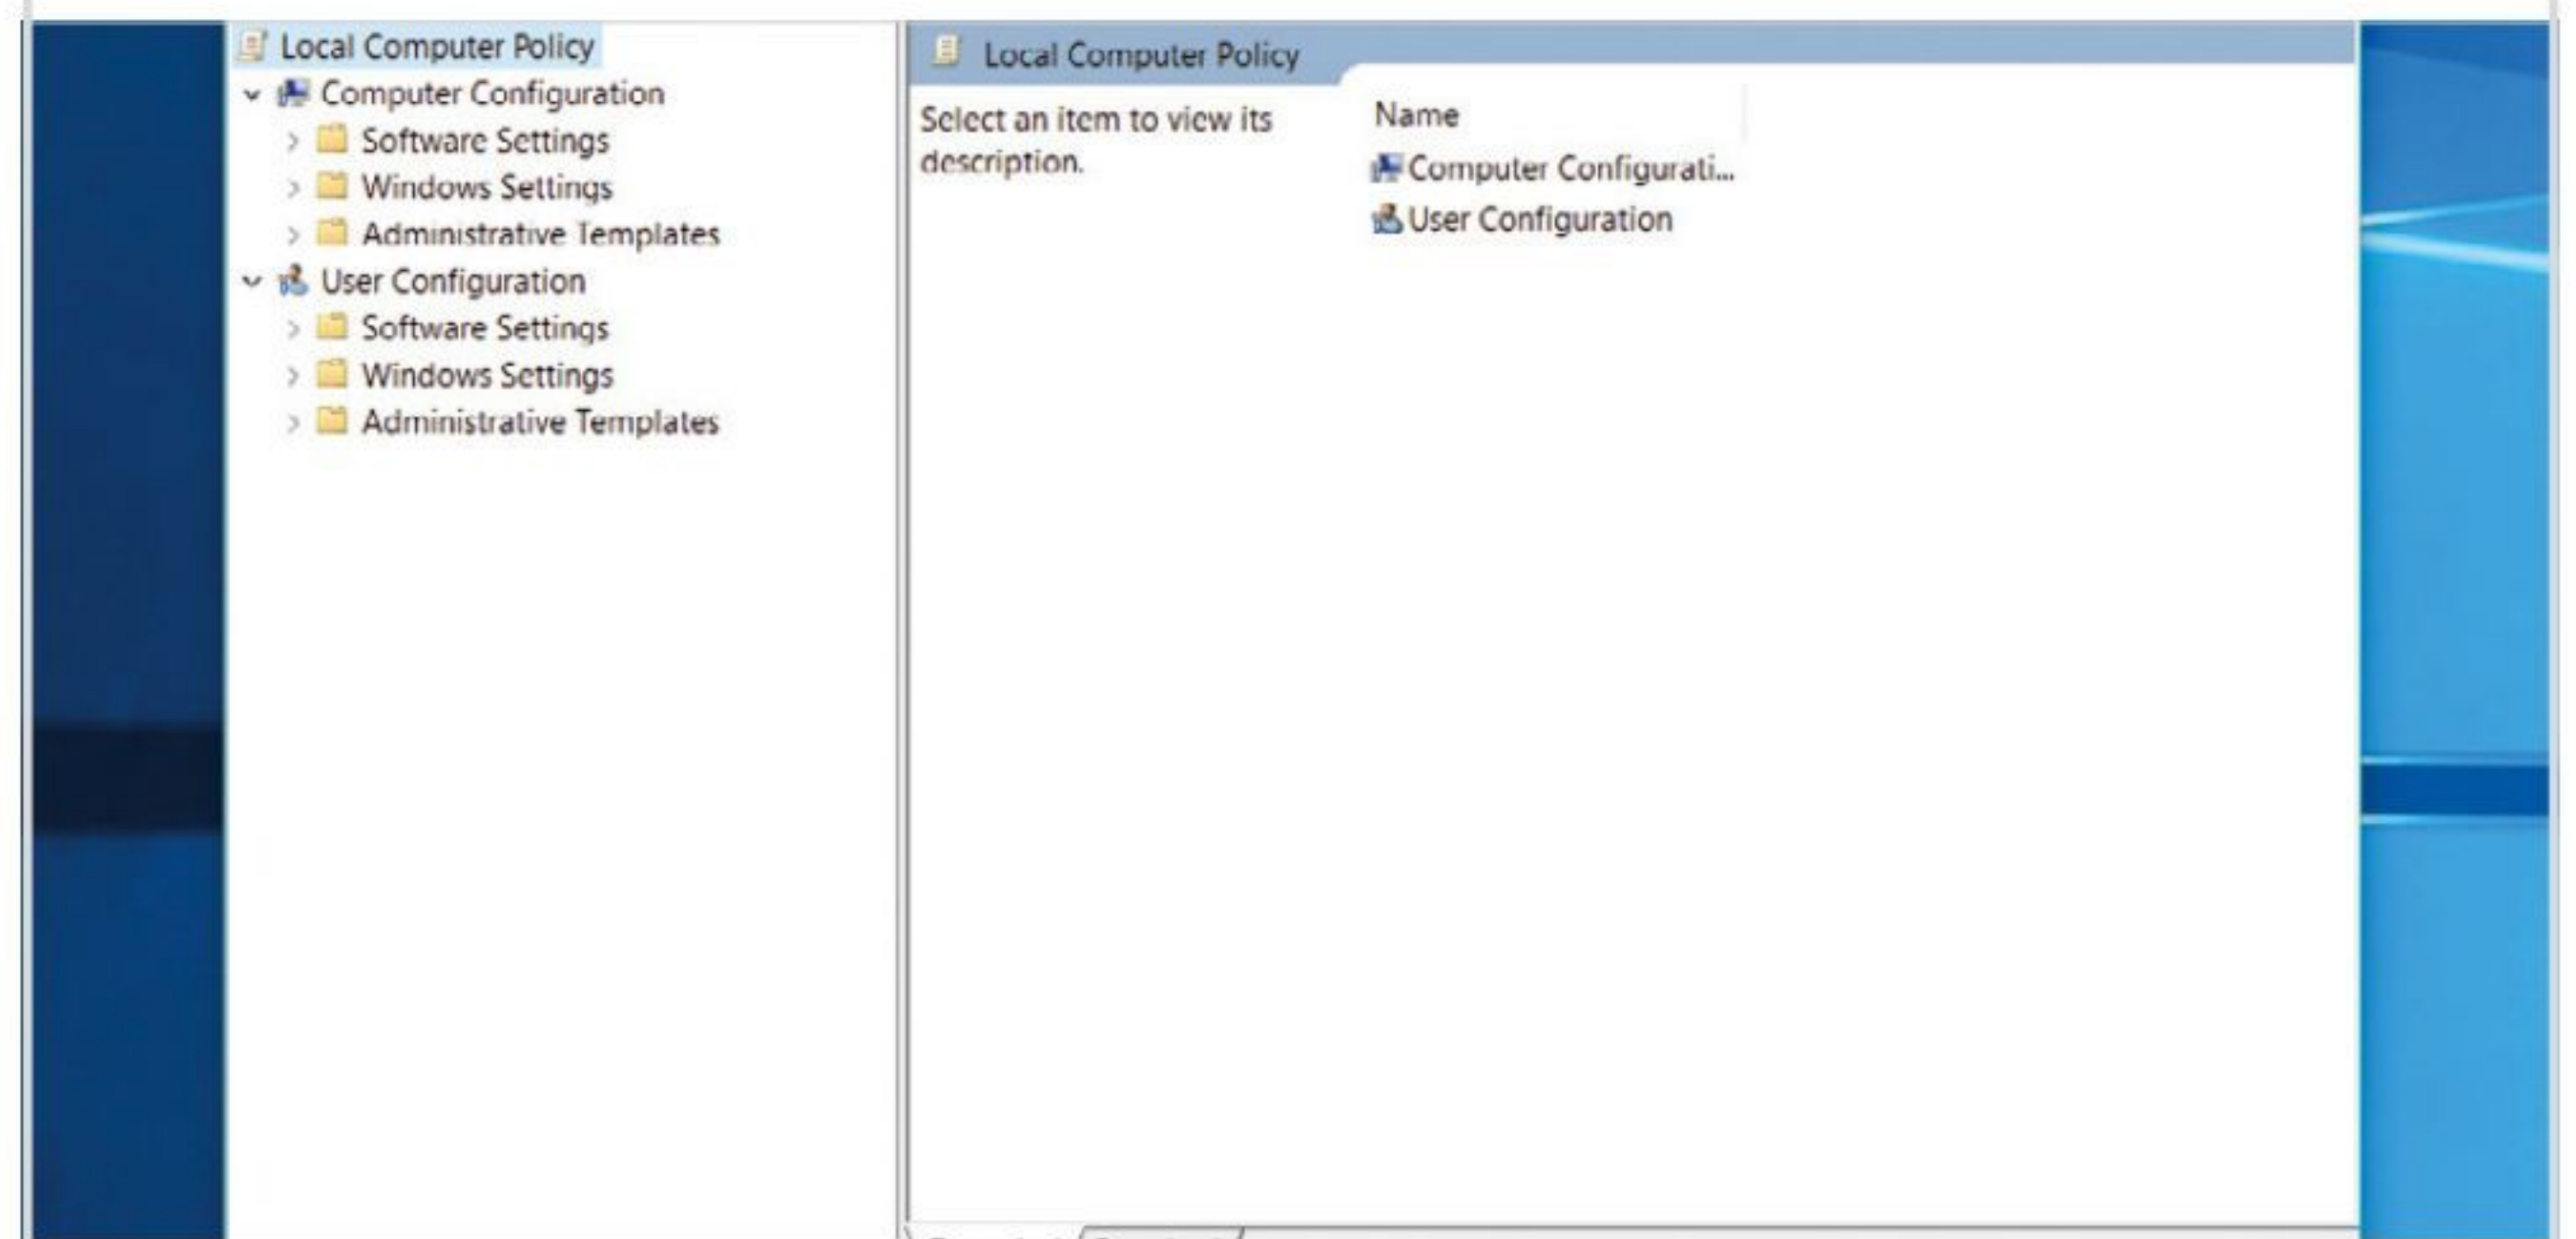 Local Computer Policy
Computer Configuration
Software Settings
Windows Settings
Administrative Templates
User Configuration
Software Settings
Windows Settings
Administrative Templates
Local Computer Policy
Select an item to view its
description.
Name
Computer Configurati...
User Configuration